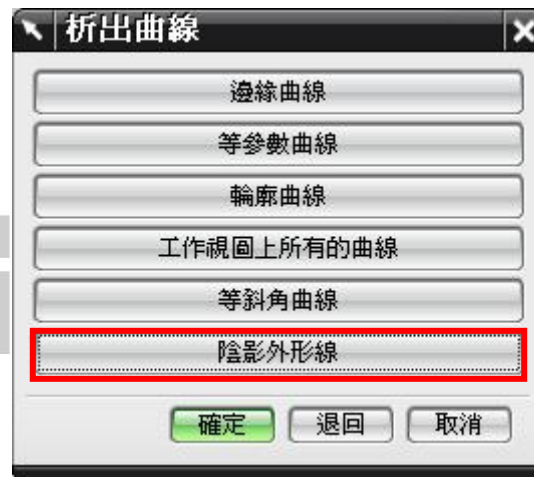 折出曲線
邊緣曲線
等參數曲線
輪廓曲線
工作視圖上所有的曲線
等斜角曲線
陰影外形線
確定 退回 取消